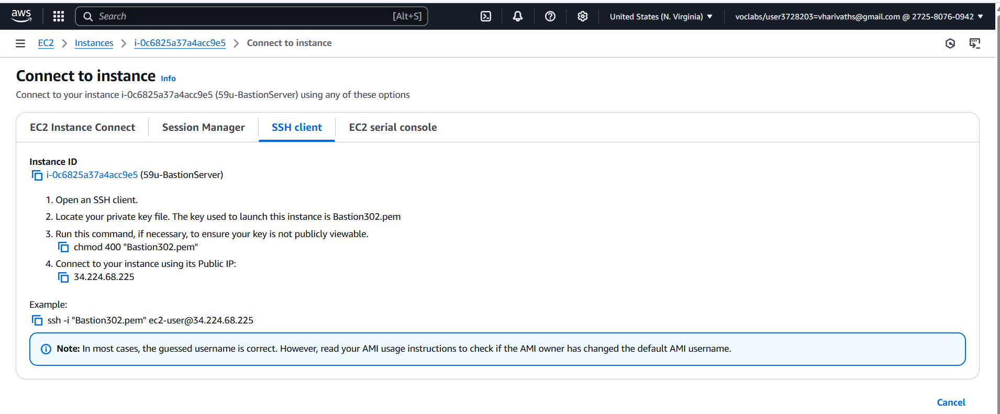 aws
Search [Alt+S]
United States (N. Virginia)
voclabs/user3728203=vharivaths@gmail.com @ 2725-8076-0942
EC2 Instances i-0c6825a37a4acc9e5 Connect to instance
Connect to instance Info
Connect to your instance i-0c6825a37a4acc9e5 (59u-BastionServer) using any of these options
EC2 Instance Connect Session Manager SSH client EC2 serial console
Instance ID
i-0c6825a37a4acc9e5 (59u-BastionServer)
1. Open an SSH client.
2. Locate your private key file. The key used to launch this instance is Bastion302.pem
3. Run this command, if necessary, to ensure your key is not publicly viewable.
chmod 400 "Bastion302.pem"
4. Connect to your instance using its Public IP:
34.224.68.225
Example:
ssh -i "Bastion302.pem" ec2-user@34.224.68.225
Note: In most cases, the guessed username is correct. However, read your AMI usage instructions to check if the AMI owner has changed the default AMI username.
Cancel